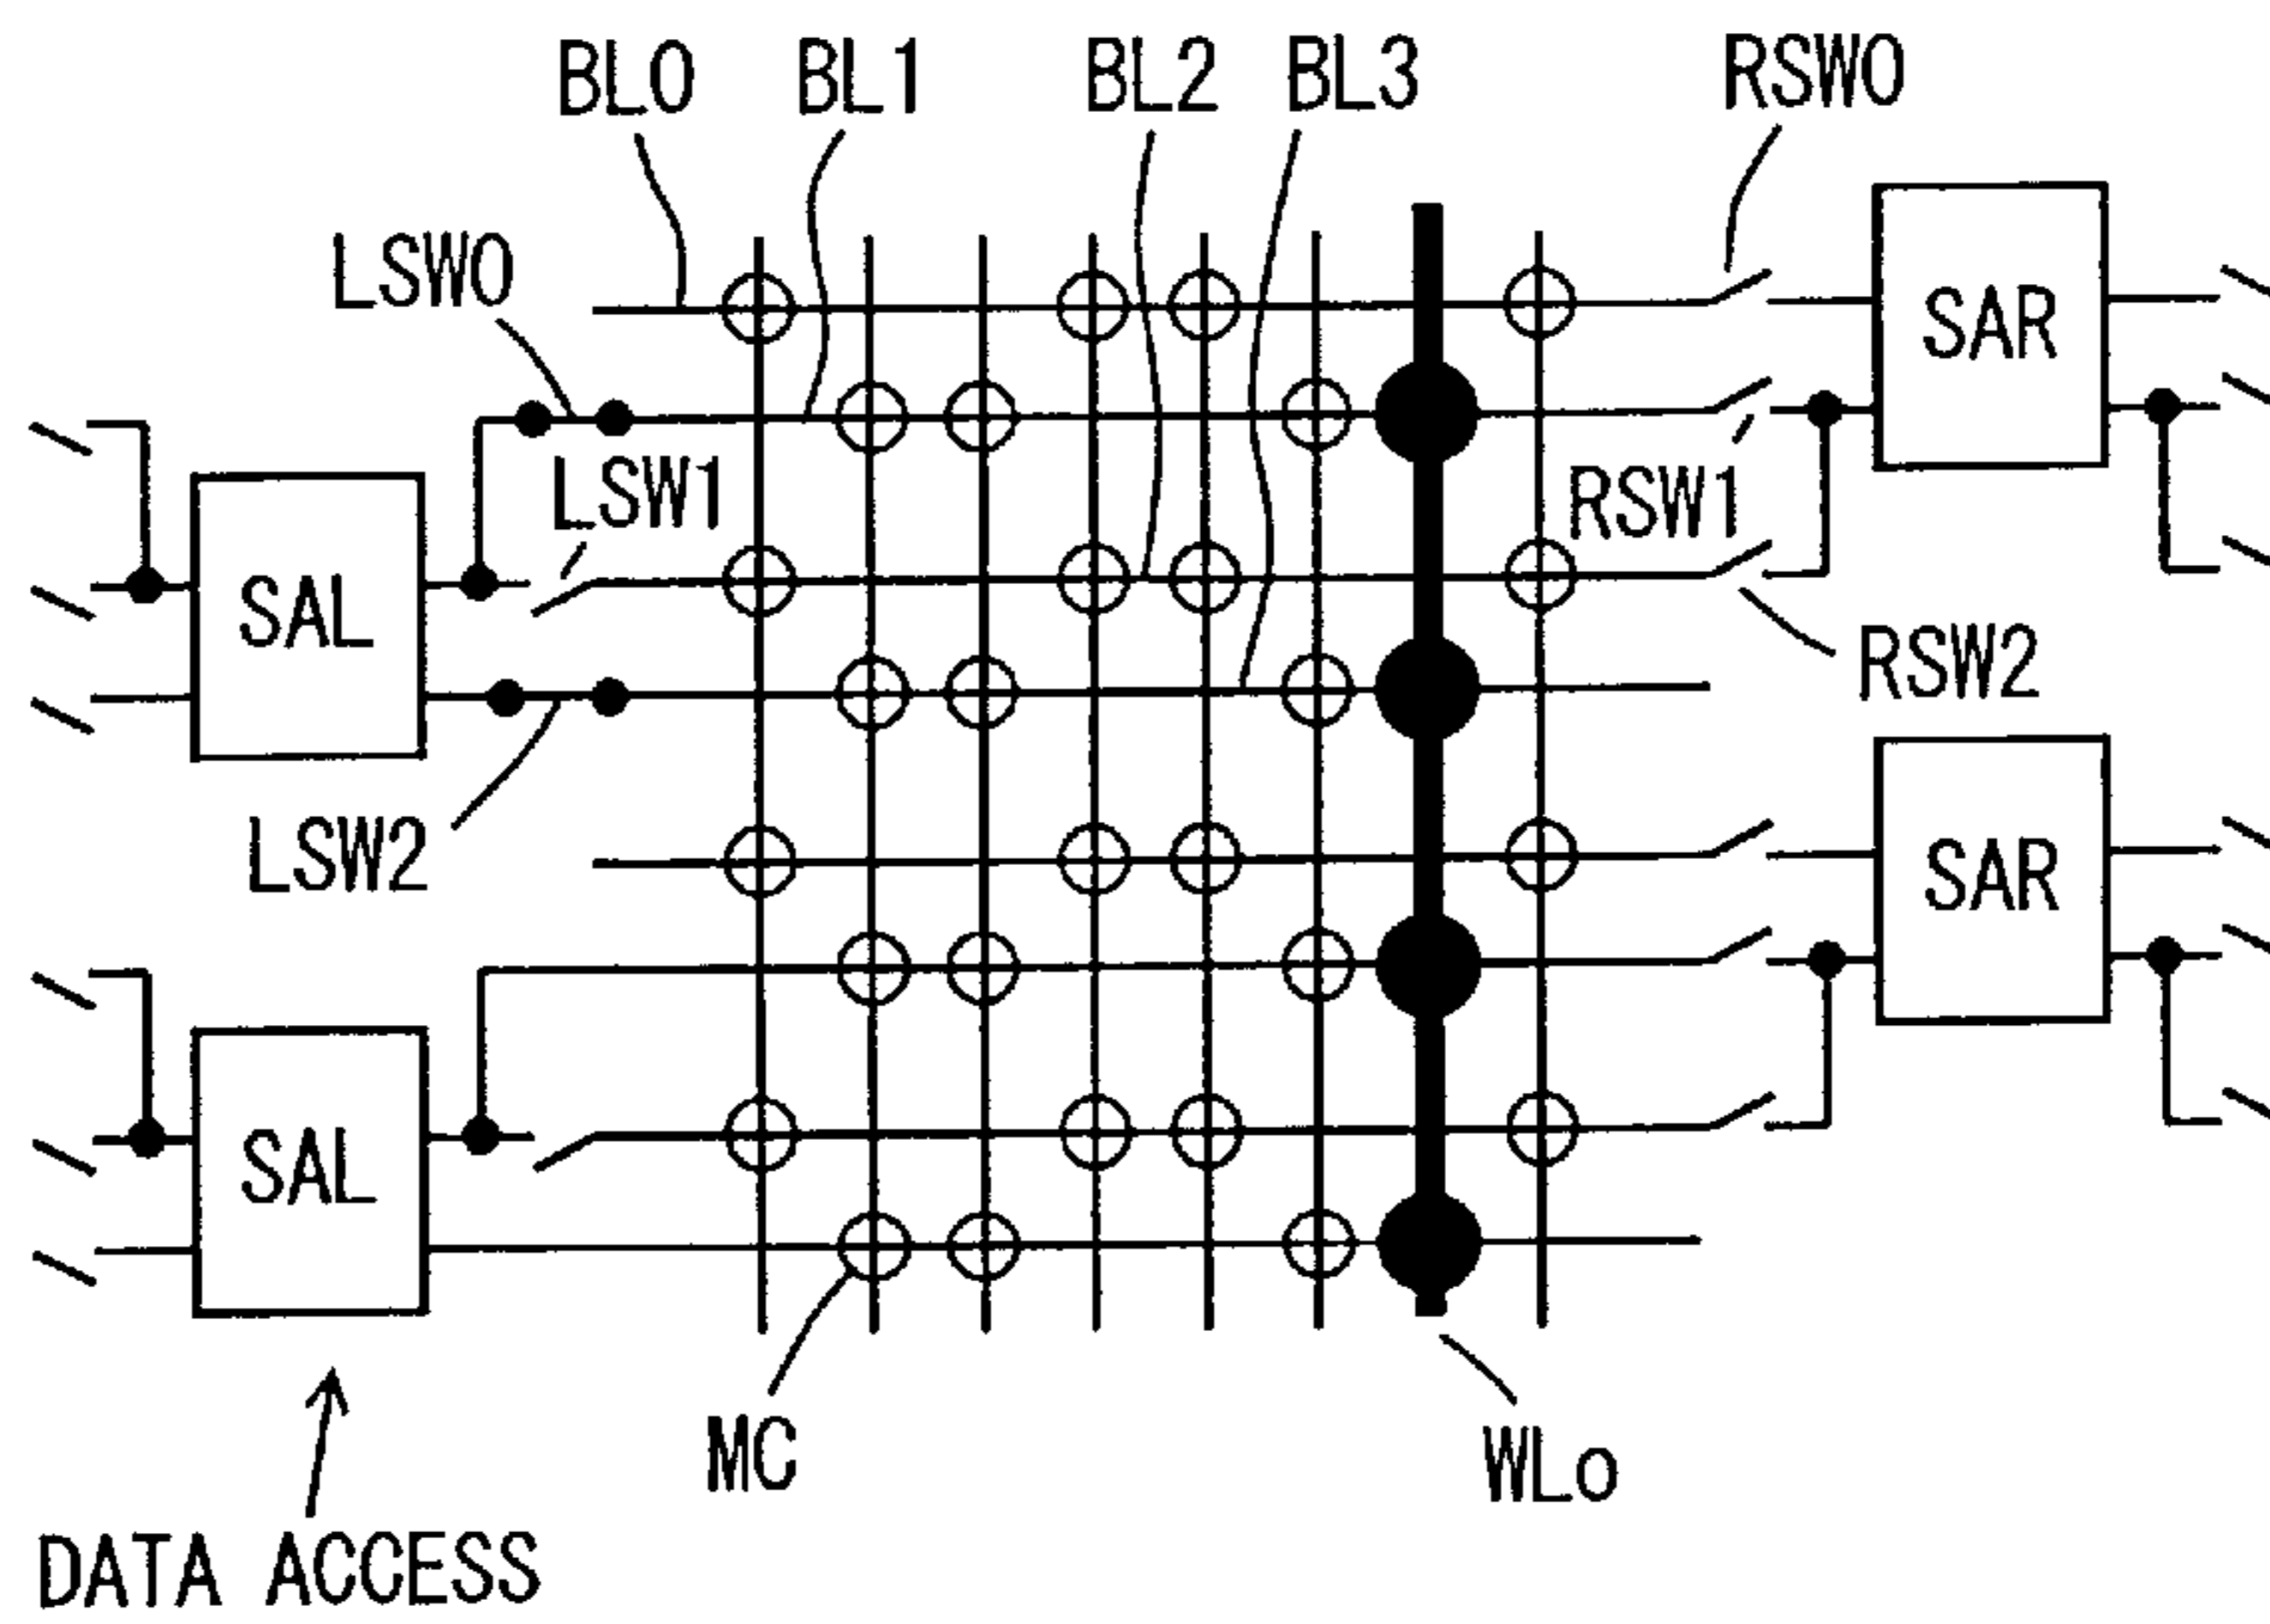 BL0 BL1 BL2 BL3 RSW0
LSW0
SAR
LSW1
RSW1
SAL
RSW2
LSW2
SAR
SAL
MC
WLo
DATA ACCESS